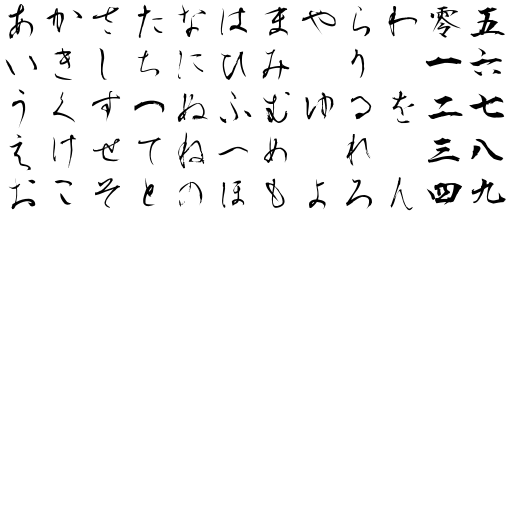 あかさたなはまやらわ零五
いきしちにひみり一六
うくすつぬふむゆるを二七
えけせてねへめれ三八
おこそとのほもよろん四九